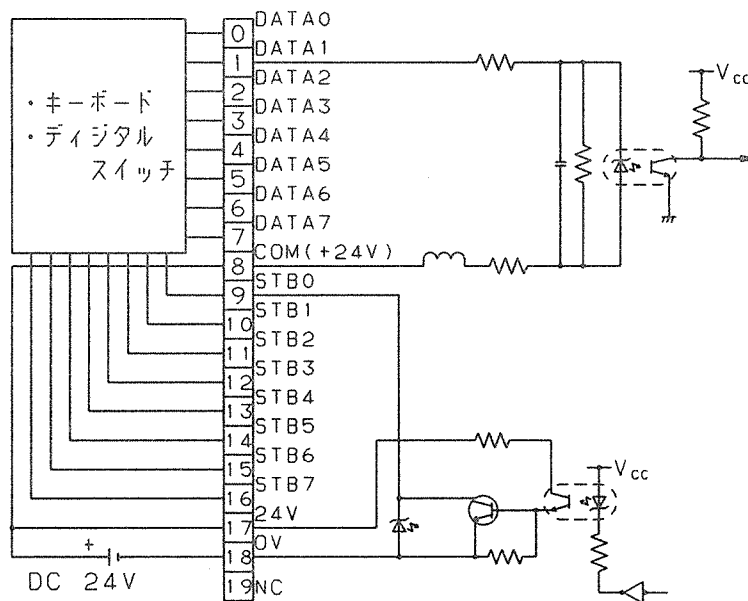 ・キーボード
・ディジタル
スイッチ
0 DATA0
1 DATA1
2 DATA2
3 DATA3
4 DATA4
5 DATA5
6 DATA6
7 DATA7
8 COM(+24V)
9 STB0
10 STB1
11 STB2
12 STB3
13 STB4
14 STB5
15 STB6
16 STB7
17 24V
18 0V
19 NC
+
DC 24V
Vcc
Vcc